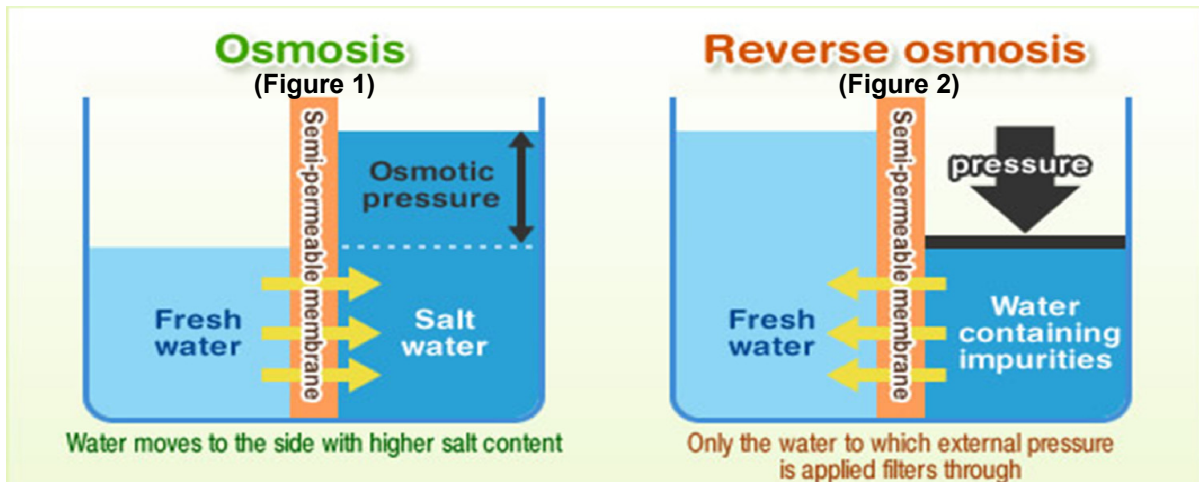 Osmosis
(Figure 1)
Semi-permeable membrane
Osmotic
pressure
Fresh
water
Salt
water
Water moves to the side with higher salt content
Reverse osmosis
(Figure 2)
Semi-permeable membrane
pressure
Fresh
water
Water
containing
impurities
Only the water to which external pressure
is applied filters through